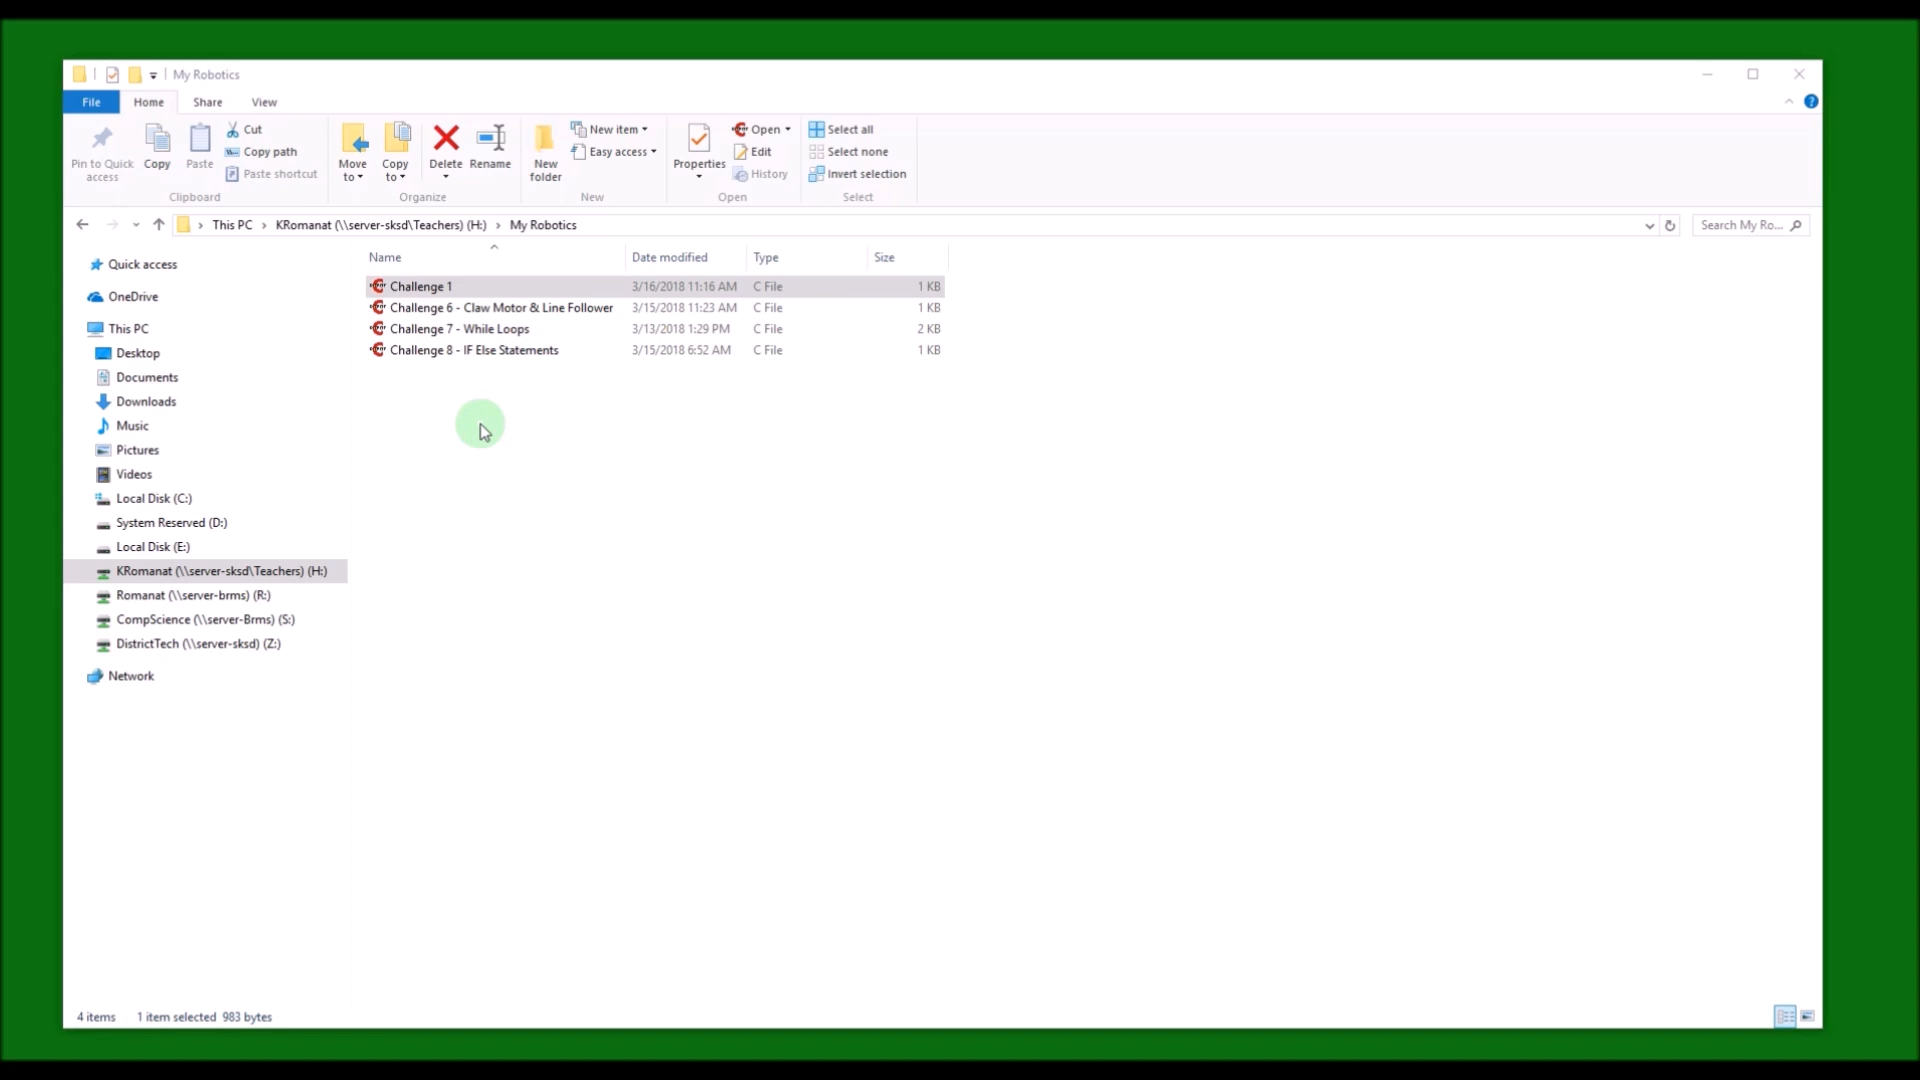 My Robotics
File Home Share View
Pin to Quick access
Copy
Paste
Cut
Copy path
Paste shortcut
Clipboard
Move to
Copy to
Delete
Rename
Organize
New folder
New item
Easy access
New
Properties
Open
Edit
History
Open
Select all
Select none
Invert selection
Select
This PC > KRomanat (\\server-sksd\Teachers) (H:) > My Robotics
Search My Ro...
Quick access
OneDrive
This PC
Desktop
Documents
Downloads
Music
Pictures
Videos
Local Disk (C:)
System Reserved (D:)
Local Disk (E:)
KRomanat (\\server-sksd\Teachers) (H:)
Romanat (\\server-brms) (R:)
CompScience (\\server-Brms) (S:)
DistrictTech (\\server-sksd) (Z:)
Network
Name Date modified Type Size
Challenge 1 3/16/2018 11:16 AM C File 1 KB
Challenge 6 - Claw Motor & Line Follower 3/15/2018 11:23 AM C File 1 KB
Challenge 7 - While Loops 3/13/2018 1:29 PM C File 2 KB
Challenge 8 - IF Else Statements 3/15/2018 6:52 AM C File 1 KB
4 items 1 item selected 983 bytes